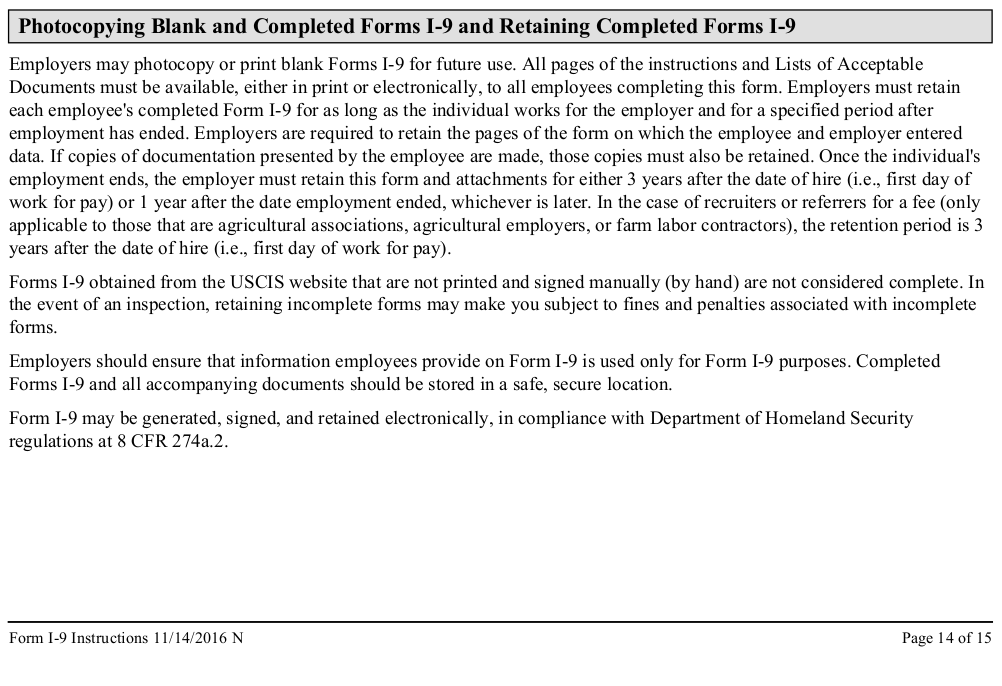 Photocopying Blank and Completed Forms I-9 and Retaining Completed Forms I-9
Employers may photocopy or print blank Forms I-9 for future use. All pages of the instructions and Lists of Acceptable
Documents must be available, either in print or electronically, to all employees completing this form. Employers must retain
each employee's completed Form I-9 for as long as the individual works for the employer and for a specified period after
employment has ended. Employers are required to retain the pages of the form on which the employee and employer entered
data. If copies of documentation presented by the employee are made, those copies must also be retained. Once the individual's
employment ends, the employer must retain this form and attachments for either 3 years after the date of hire (i.e., first day of
work for pay) or 1 year after the date employment ended, whichever is later. In the case of recruiters or referrers for a fee (only
applicable to those that are agricultural associations, agricultural employers, or farm labor contractors), the retention period is 3
years after the date of hire (i.e., first day of work for pay).
Forms I-9 obtained from the USCIS website that are not printed and signed manually (by hand) are not considered complete. In
the event of an inspection, retaining incomplete forms may make you subject to fines and penalties associated with incomplete
forms.
Employers should ensure that information employees provide on Form I-9 is used only for Form I-9 purposes. Completed
Forms I-9 and all accompanying documents should be stored in a safe, secure location.
Form I-9 may be generated, signed, and retained electronically, in compliance with Department of Homeland Security
regulations at 8 CFR 274a.2.
Form I-9 Instructions 11/14/2016 N
Page 14 of 15